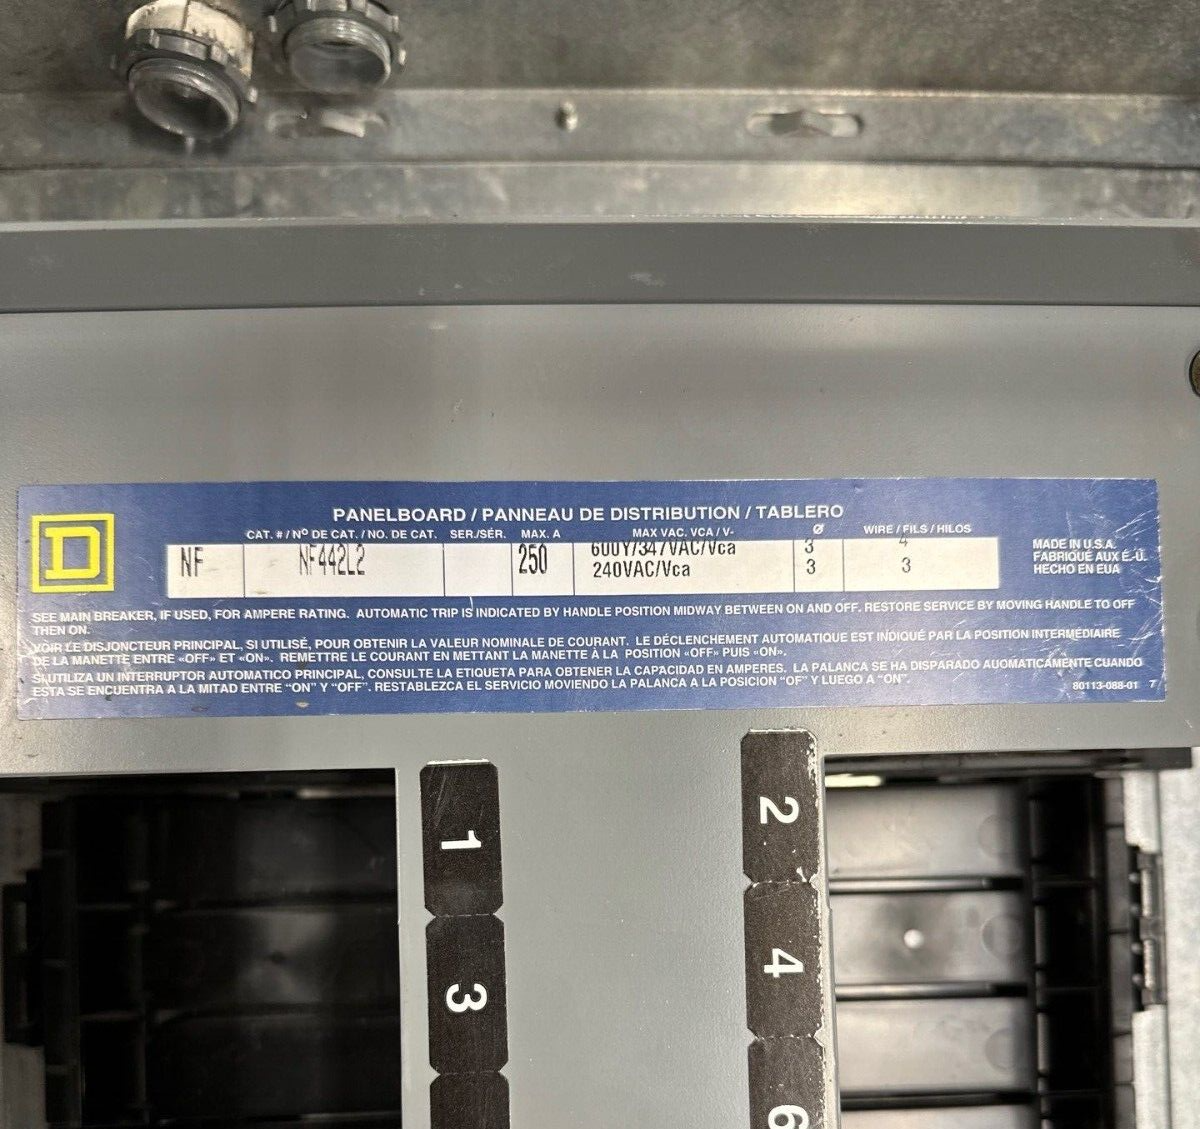 D
PANELBOARD / PANNEAU DE DISTRIBUTION / TABLERO
CAT. # / Nº DE CAT. / NO. DE CAT. SER./SÉR. MAX. A MAX VAC. VCA / V- Ø WIRE / FILS / HILOS
NF NF442L2 250 600Y/347VAC/Vca 3 4
240VAC/Vca 3 3
MADE IN U.S.A.
FABRIQUÉ AUX É.-U.
HECHO EN EUA
SEE MAIN BREAKER, IF USED, FOR AMPERE RATING. AUTOMATIC TRIP IS INDICATED BY HANDLE POSITION MIDWAY BETWEEN ON AND OFF. RESTORE SERVICE BY MOVING HANDLE TO OFF
THEN ON.
VOIR LE DISJONCTEUR PRINCIPAL, SI UTILISÉ, POUR OBTENIR LA VALEUR NOMINALE DE COURANT. LE DÉCLENCHEMENT AUTOMATIQUE EST INDIQUÉ PAR LA POSITION INTERMÉDIAIRE
DE LA MANETTE ENTRE «OFF» ET «ON». REMETTRE LE COURANT EN METTANT LA MANETTE À LA POSITION «OFF» PUIS «ON».
SI UTILIZA UN INTERRUPTOR AUTOMATICO PRINCIPAL, CONSULTE LA ETIQUETA PARA OBTENER LA CAPACIDAD EN AMPERES. LA PALANCA SE HA DISPARADO AUOMATICAMENTE CUANDO
ESTA SE ENCUENTRA A LA MITAD ENTRE "ON" Y "OFF". RESTABLEZCA EL SERVICIO MOVIENDO LA PALANCA A LA POSICION "OF" Y LUEGO A "ON".
80113-088-01 7
1 2
3 4
6